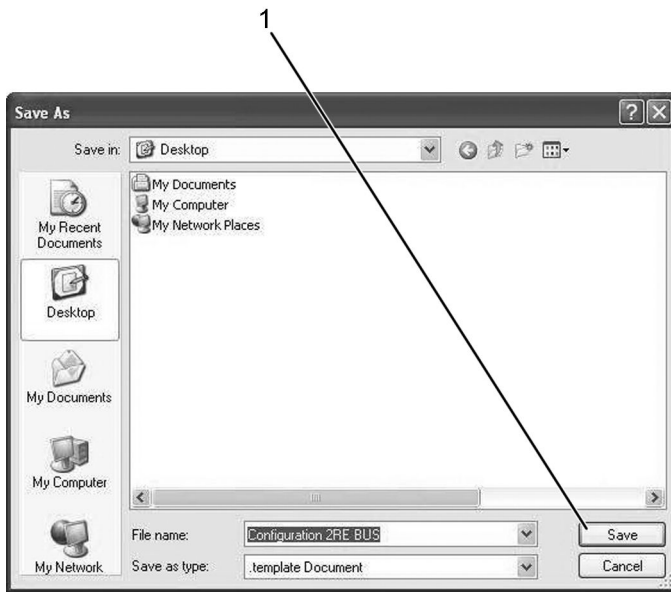 1
Save As
Save in:
Desktop
My Recent
Documents
Desktop
My Documents
My Computer
My Network
My Documents
My Computer
My Network Places
File name:
Configuration 2RE BUS
Save
Save as type:
.template Document
Cancel